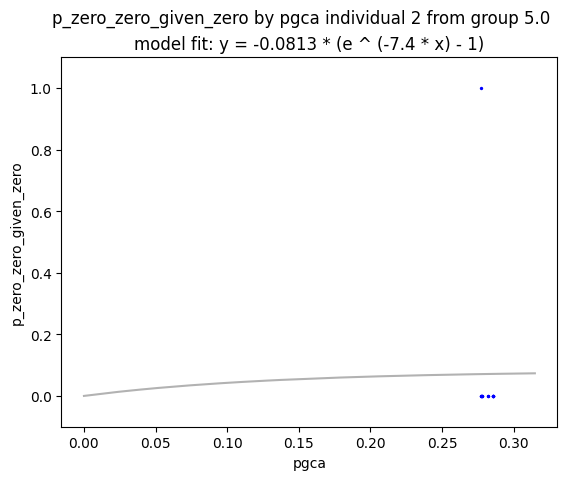 p_zero_zero_given_zero by pgca individual 2 from group 5.0
model fit: y = -0.0813 * (e ^ (-7.4 * x) - 1)
1.0
0.8
0.6
0.4
0.2
0.0
p_zero_zero_given_zero
0.00 0.05 0.10 0.15 0.20 0.25 0.30
pgca